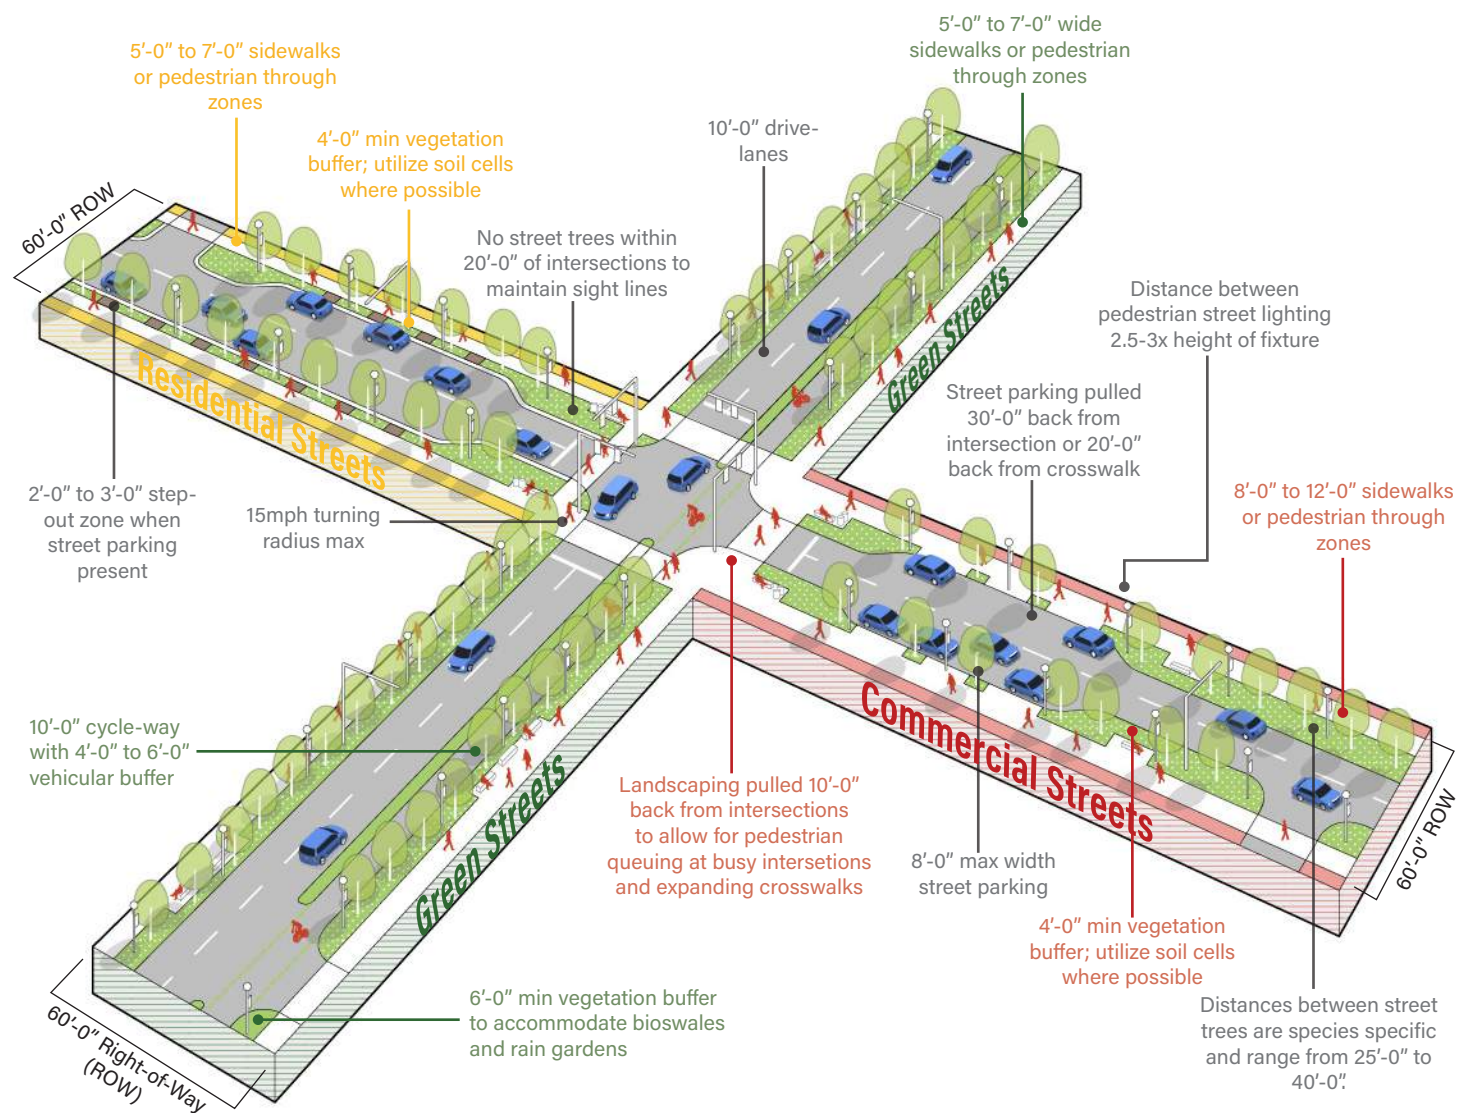 5'-0" to 7'-0" sidewalks
or pedestrian through
zones
4'-0" min vegetation
buffer; utilize soil cells
where possible
10'-0" drive-
lanes
5'-0" to 7'-0" wide
sidewalks or pedestrian
through zones
60'-0" ROW
No street trees within
20'-0" of intersections to
maintain sight lines
Distance between
pedestrian street lighting
2.5-3x height of fixture
Green Streets
Residential Streets
Street parking pulled
30'-0" back from
intersection or 20'-0"
back from crosswalk
2'-0" to 3'-0" step-
out zone when
street parking
present
15mph turning
radius max
8'-0" to 12'-0" sidewalks
or pedestrian through
zones
10'-0" cycle-way
with 4'-0" to 6'-0"
vehicular buffer
Green Streets
Landscaping pulled 10'-0"
back from intersections
to allow for pedestrian
queuing at busy intersetions
and expanding crosswalks
Commercial Streets
8'-0" max width
street parking
60'-0" ROW
4'-0" min vegetation
buffer; utilize soil cells
where possible
6'-0" min vegetation buffer
to accommodate bioswales
and rain gardens
Distances between street
trees are species specific
and range from 25'-0" to
40'-0".
60'-0" Right-of-Way
(ROW)